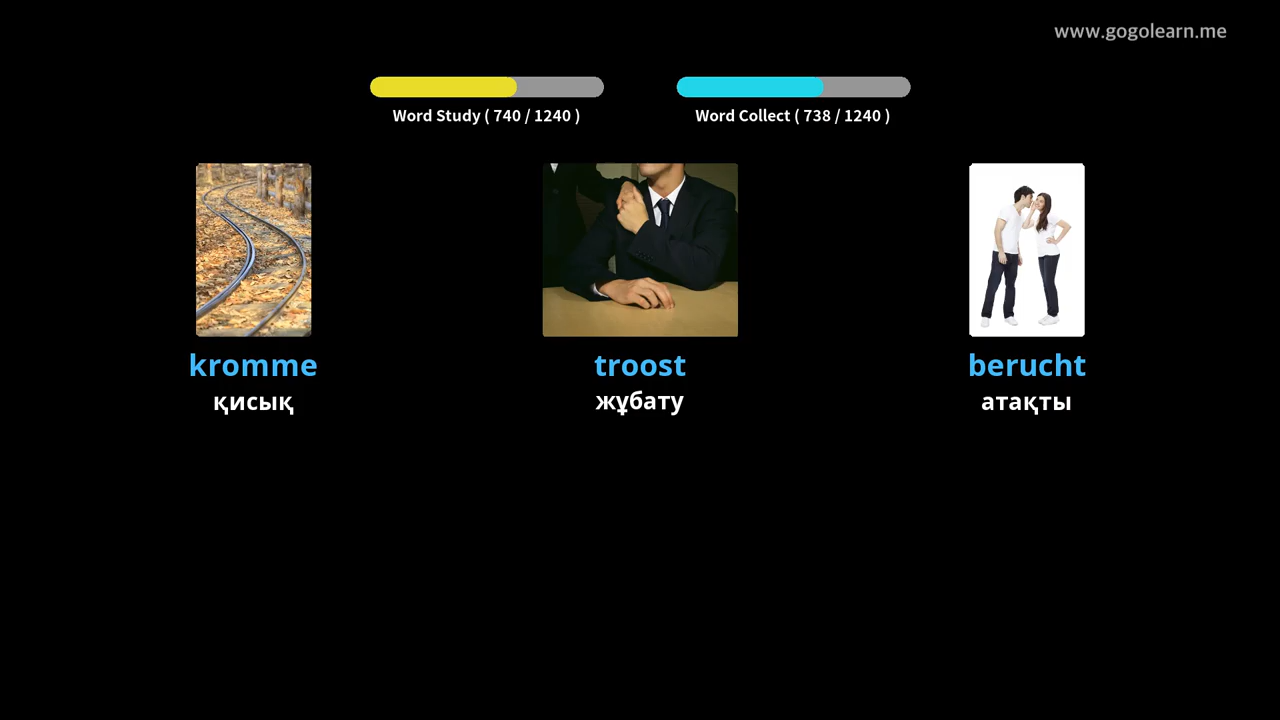 www.gogolearn.me
Word Study ( 740 / 1240 )
Word Collect ( 738 / 1240 )
kromme
қисық
troost
жұбату
berucht
атақты